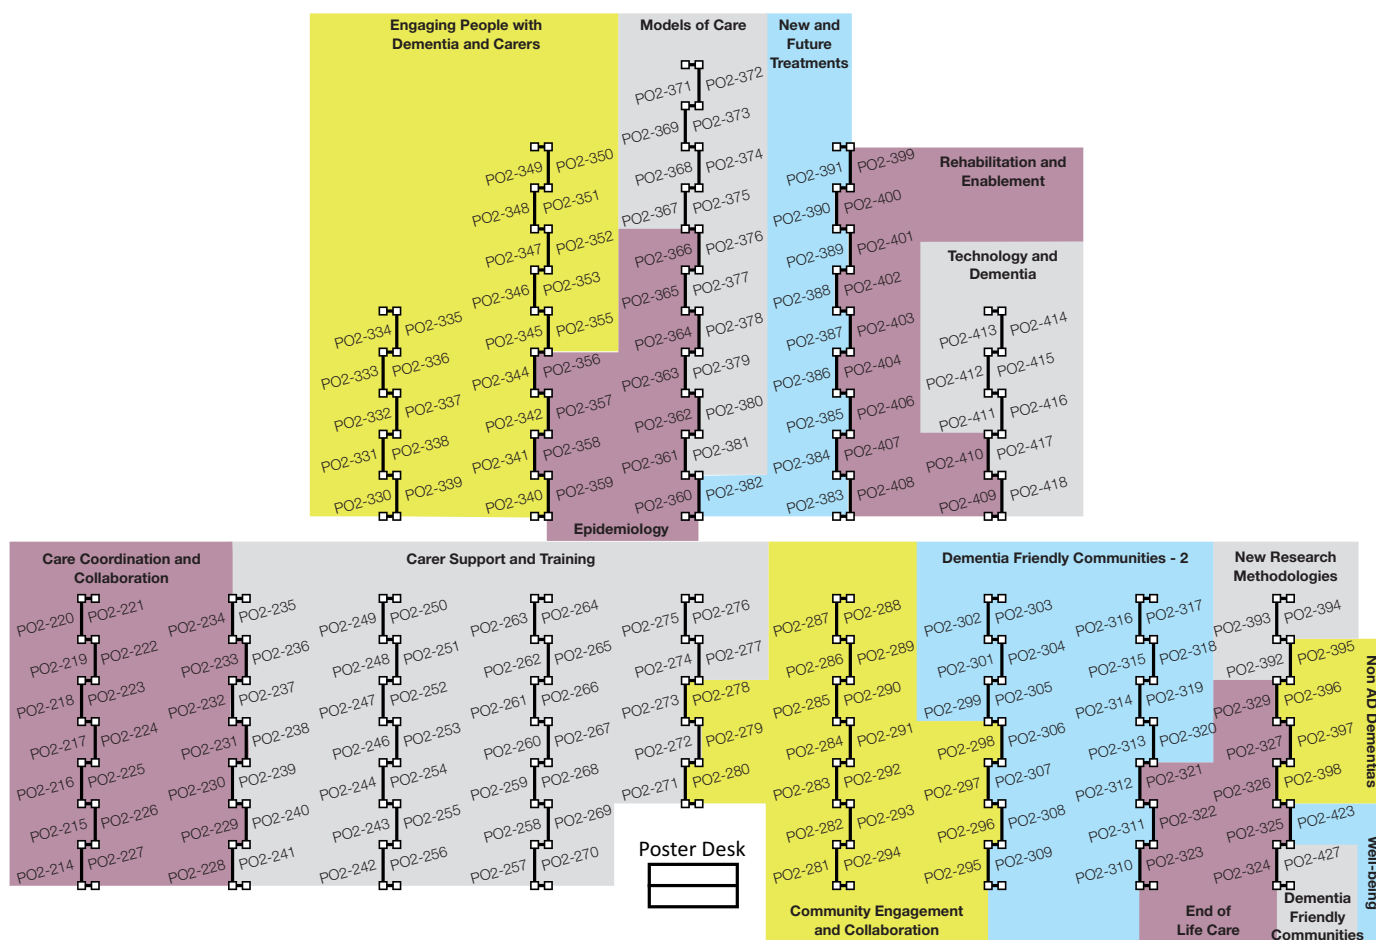 Engaging People with
Dementia and Carers
Models of Care
New and
Future
Treatments
PO2-371
PO2-372
PO2-369
PO2-373
PO2-349
PO2-350
PO2-368
PO2-374
PO2-391
PO2-399
Rehabilitation and
Enablement
PO2-348
PO2-351
PO2-367
PO2-375
PO2-390
PO2-400
PO2-347
PO2-352
PO2-366
PO2-376
PO2-389
PO2-401
Technology and
Dementia
PO2-346
PO2-353
PO2-365
PO2-377
PO2-388
PO2-402
PO2-334
PO2-335
PO2-345
PO2-355
PO2-364
PO2-378
PO2-387
PO2-403
PO2-413
PO2-414
PO2-333
PO2-336
PO2-344
PO2-356
PO2-363
PO2-379
PO2-386
PO2-404
PO2-412
PO2-415
PO2-332
PO2-337
PO2-342
PO2-357
PO2-362
PO2-380
PO2-385
PO2-406
PO2-411
PO2-416
PO2-331
PO2-338
PO2-341
PO2-358
PO2-361
PO2-381
PO2-384
PO2-407
PO2-410
PO2-417
PO2-330
PO2-339
PO2-340
PO2-359
PO2-360
PO2-382
PO2-383
PO2-408
PO2-409
PO2-418
Epidemiology
Care Coordination and
Collaboration
Carer Support and Training
Dementia Friendly Communities - 2
New Research
Methodologies
PO2-220
PO2-221
PO2-234
PO2-235
PO2-249
PO2-250
PO2-263
PO2-264
PO2-275
PO2-276
PO2-287
PO2-288
PO2-302
PO2-303
PO2-316
PO2-317
PO2-393
PO2-394
PO2-219
PO2-222
PO2-233
PO2-236
PO2-248
PO2-251
PO2-262
PO2-265
PO2-274
PO2-277
PO2-286
PO2-289
PO2-301
PO2-304
PO2-315
PO2-318
PO2-392
PO2-395
PO2-218
PO2-223
PO2-232
PO2-237
PO2-247
PO2-252
PO2-261
PO2-266
PO2-273
PO2-278
PO2-285
PO2-290
PO2-299
PO2-305
PO2-314
PO2-319
PO2-329
PO2-396
PO2-217
PO2-224
PO2-231
PO2-238
PO2-246
PO2-253
PO2-260
PO2-267
PO2-272
PO2-279
PO2-284
PO2-291
PO2-298
PO2-306
PO2-313
PO2-320
PO2-327
PO2-397
PO2-216
PO2-225
PO2-230
PO2-239
PO2-244
PO2-254
PO2-259
PO2-268
PO2-271
PO2-280
PO2-283
PO2-292
PO2-297
PO2-307
PO2-312
PO2-321
PO2-326
PO2-398
Non AD Dementias
PO2-215
PO2-226
PO2-229
PO2-240
PO2-243
PO2-255
PO2-258
PO2-269
PO2-282
PO2-293
PO2-296
PO2-308
PO2-311
PO2-322
PO2-325
PO2-423
PO2-214
PO2-227
PO2-228
PO2-241
PO2-242
PO2-256
PO2-257
PO2-270
PO2-281
PO2-294
PO2-295
PO2-309
PO2-310
PO2-323
PO2-324
PO2-427
Well-being
Poster Desk
Community Engagement
and Collaboration
End of
Life Care
Dementia
Friendly
Communities